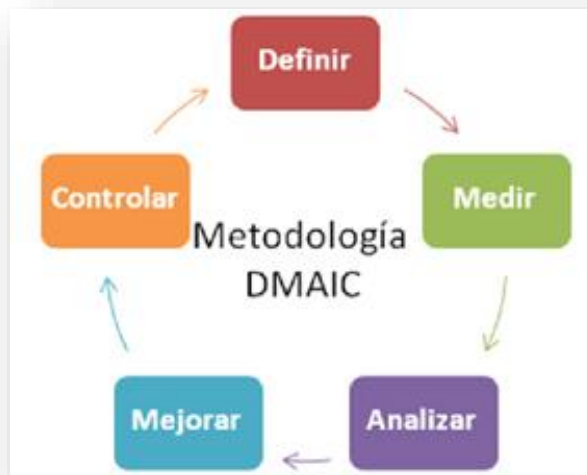 Definir
Medir
Analizar
Mejorar
Controlar
Metodología
DMAIC